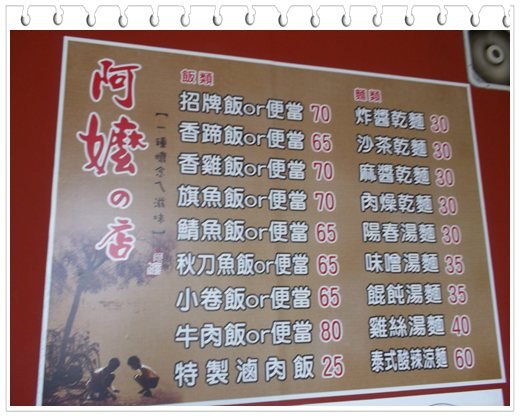 阿嬤の店
【一種懷念ㄟ滋味】
飯類
招牌飯or便當 70
香蹄飯or便當 65
香雞飯or便當 70
旗魚飯or便當 70
鯖魚飯or便當 65
秋刀魚飯or便當 65
小卷飯or便當 65
牛肉飯or便當 80
特製滷肉飯 25
麵類
炸醬乾麵 30
沙茶乾麵 30
麻醬乾麵 30
肉燥乾麵 30
陽春湯麵 30
味噌湯麵 35
餛飩湯麵 35
雞絲湯麵 40
泰式酸辣涼麵 60